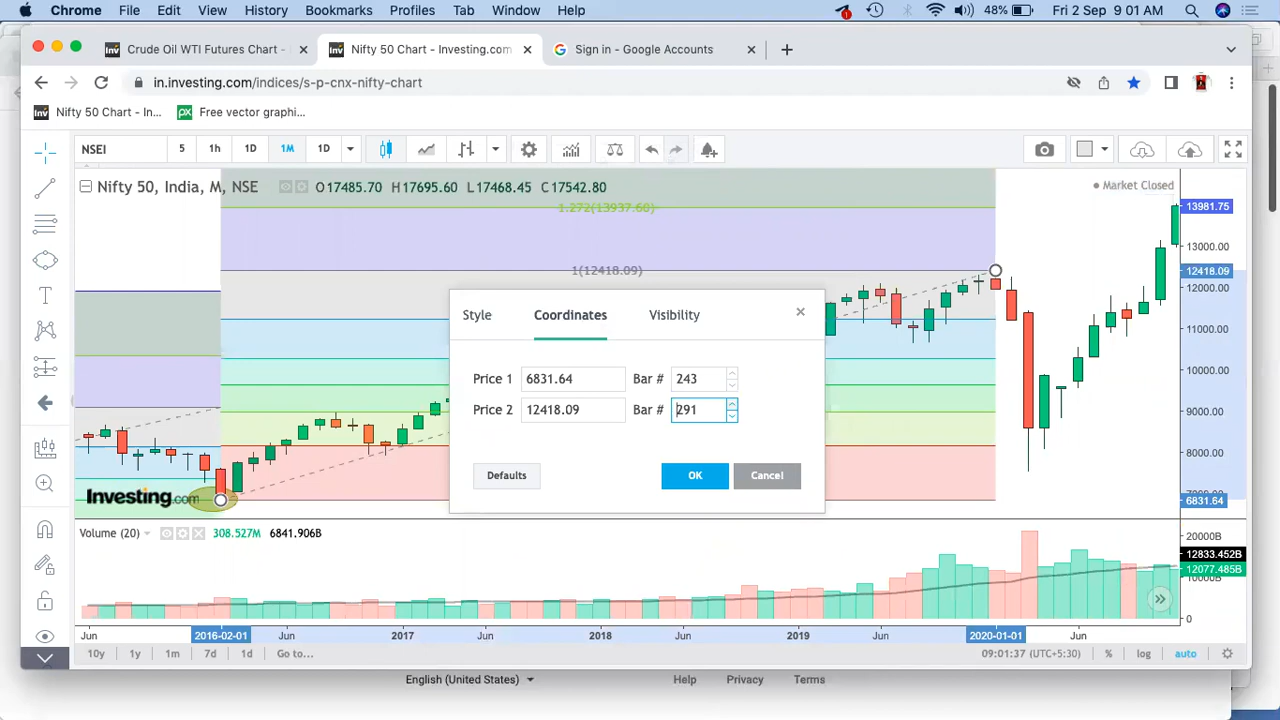 Chrome File Edit View History Bookmarks Profiles Tab Window Help 1 48% Fri 2 Sep 9:01 AM
Crude Oil WTI Futures Chart - Nifty 50 Chart - Investing.com Sign in - Google Accounts
in.investing.com/indices/s-p-cnx-nifty-chart
Nifty 50 Chart - In... Free vector graphi...
NSEI 5 1h 1D 1M 1D
Nifty 50, India, M, NSE O 17485.70 H 17695.60 L 17468.45 C 17542.80
Market Closed
1.272(13937.60)
13981.75
13000.00
1(12418.09)
12418.09
12000.00
11000.00
10000.00
9000.00
8000.00
6831.64
Style Coordinates Visibility
Price 1 6831.64 Bar # 243
Price 2 12418.09 Bar # 291
Defaults OK Cancel
Investing.com
Volume (20) 308.527M 6841.906B
20000B
12833.452B
12077.485B
10000B
0
Jun 2016-02-01 Jun 2017 Jun 2018 Jun 2019 Jun 2020-01-01 Jun
10y 1y 1m 7d 1d Go to... 09:01:37 (UTC+5:30) % log auto
English (United States) Help Privacy Terms